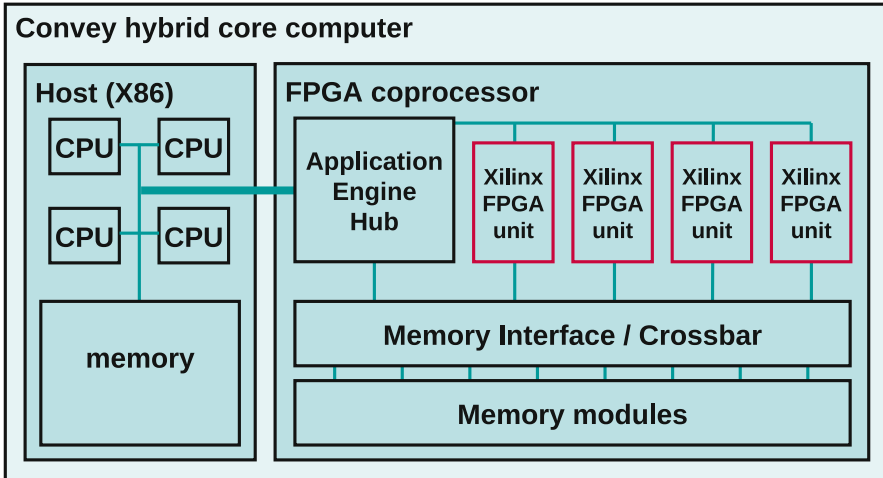 Convey hybrid core computer
Host (X86)
CPU
CPU
CPU
CPU
memory
FPGA coprocessor
Application
Engine
Hub
Xilinx
FPGA
unit
Xilinx
FPGA
unit
Xilinx
FPGA
unit
Xilinx
FPGA
unit
Memory Interface / Crossbar
Memory modules